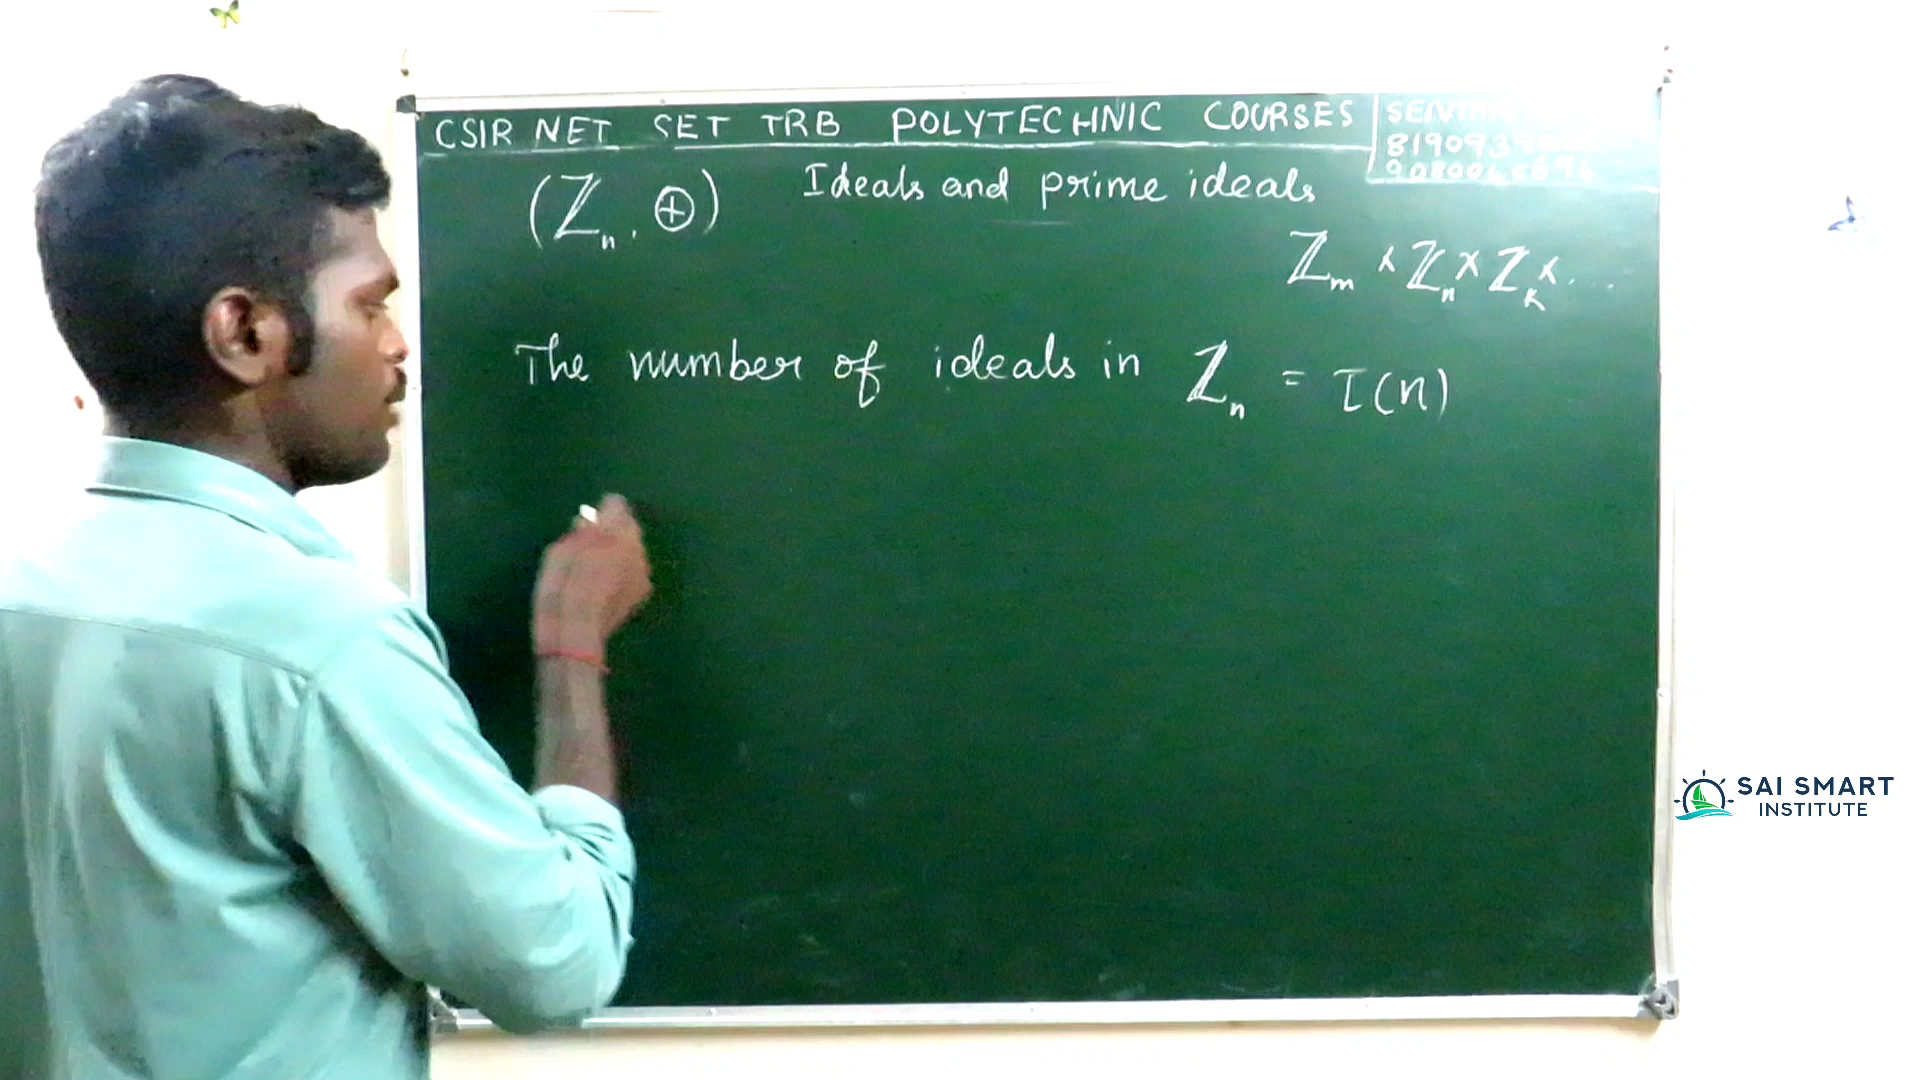 CSIR NET SET TRB POLYTECHNIC COURSES
(ℤn, ⊕) Ideals and prime ideals
ℤm × ℤn × ℤk × ...
The number of ideals in ℤn = τ(n)
SAI SMART
INSTITUTE